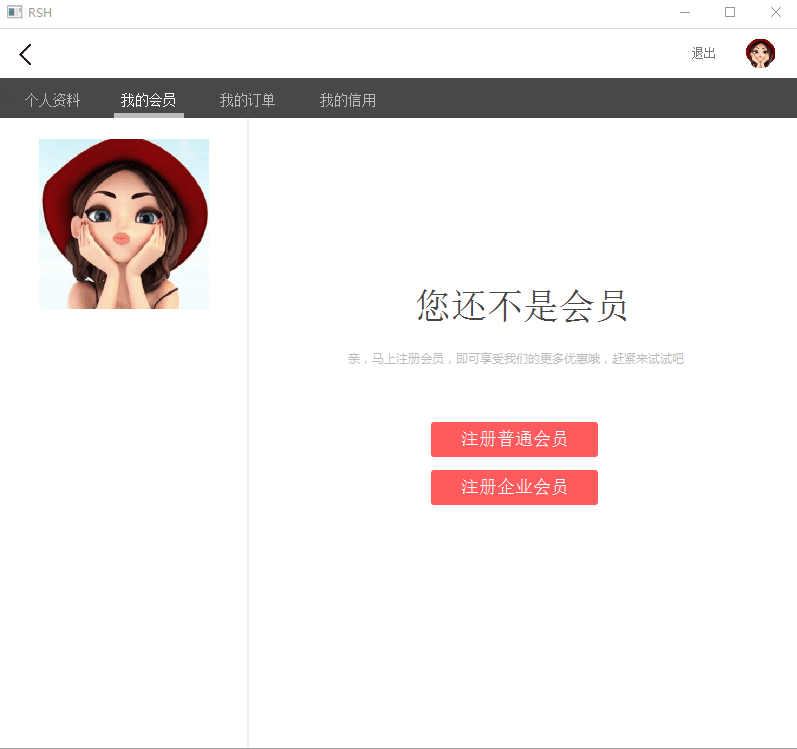 RSH
退出
个人资料 我的会员 我的订单 我的信用
您还不是会员
亲，马上注册会员，即可享受我们的更多优惠哦，赶紧来试试吧
注册普通会员
注册企业会员